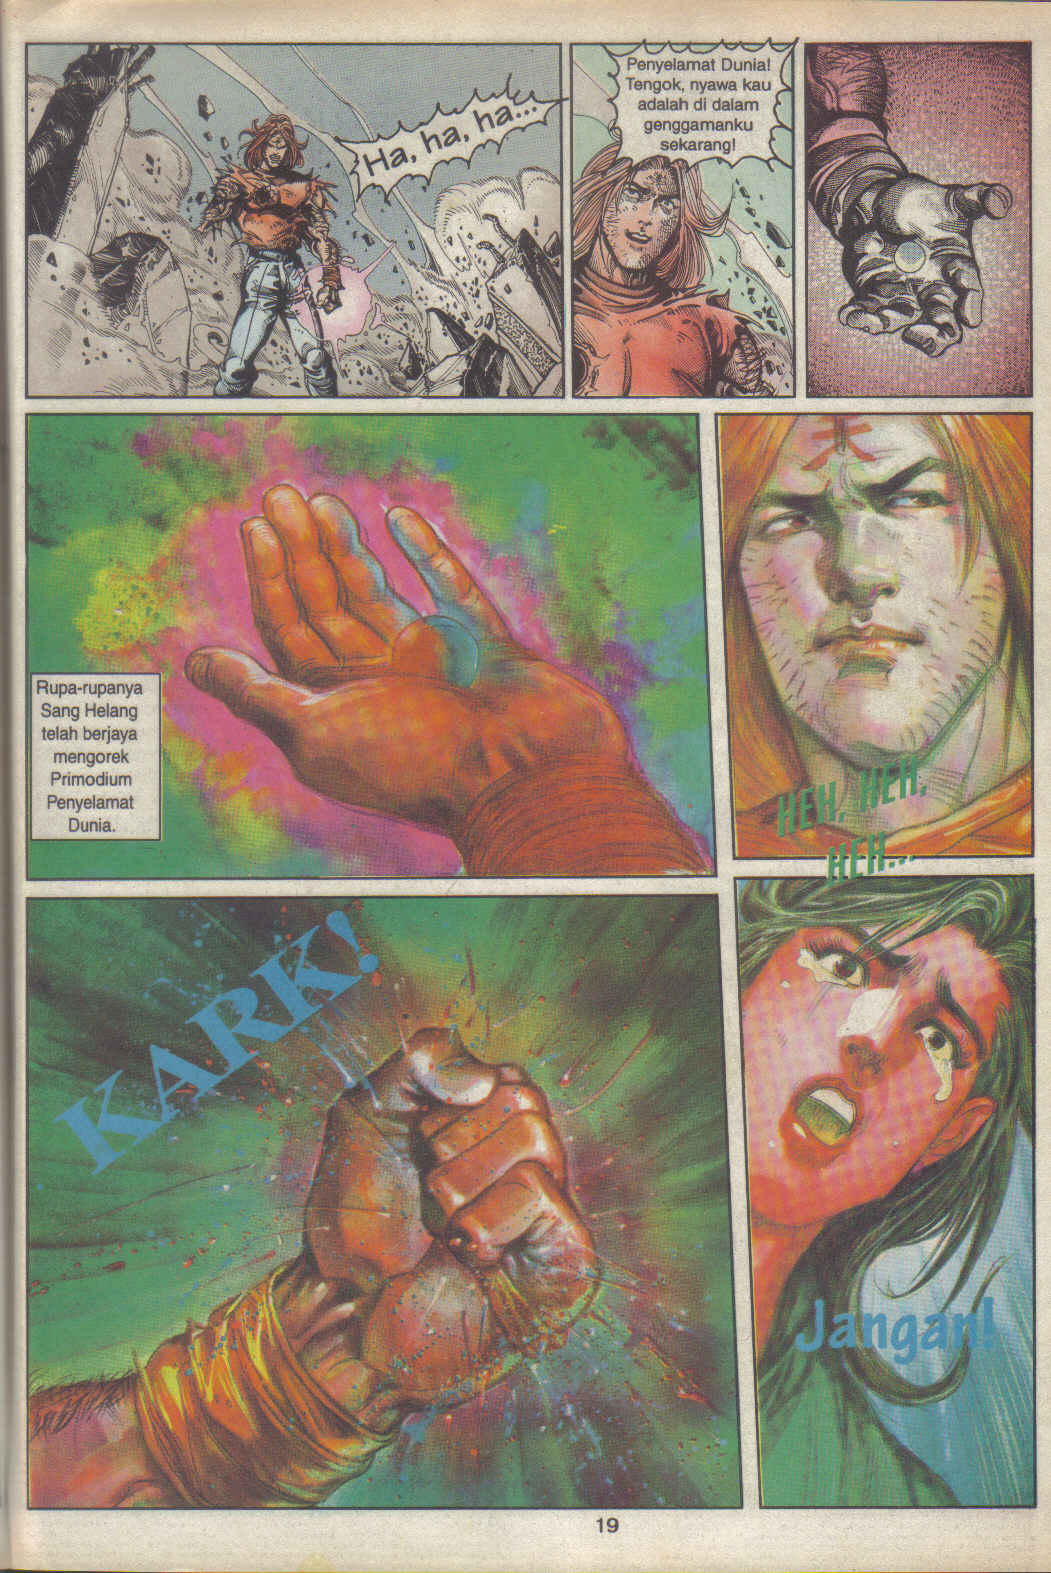 Ha, ha, ha...
Penyelamat Dunia!
Tengok, nyawa kau
adalah di dalam
genggamanku
sekarang!
Rupa-rupanya
Sang Helang
telah berjaya
mengorek
Primodium
Penyelamat
Dunia.
HEH, HEH,
HEH...
KARK!
Jangan!
19